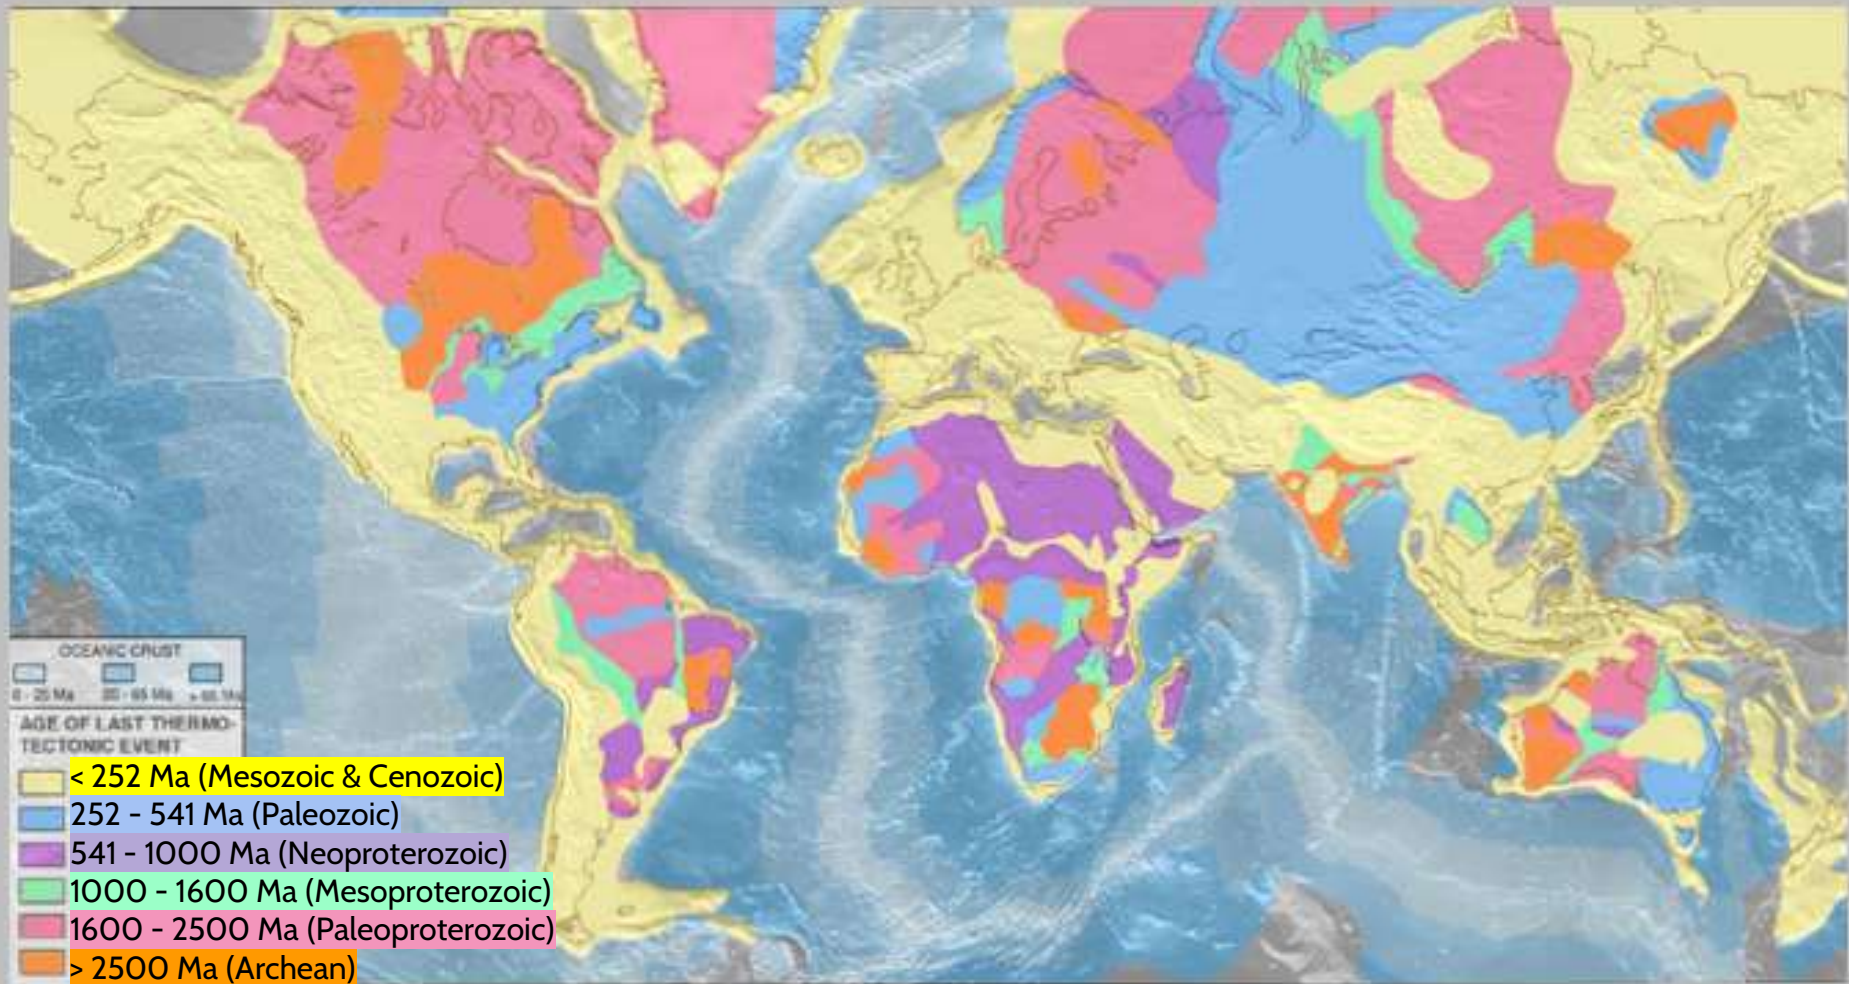 OCEANIC CRUST
0 - 25 Ma
AGE OF LAST THERMO-
TECTONIC EVENT
< 252 Ma (Mesozoic & Cenozoic)
252 - 541 Ma (Paleozoic)
541 - 1000 Ma (Neoproterozoic)
1000 - 1600 Ma (Mesoproterozoic)
1600 - 2500 Ma (Paleoproterozoic)
> 2500 Ma (Archean)